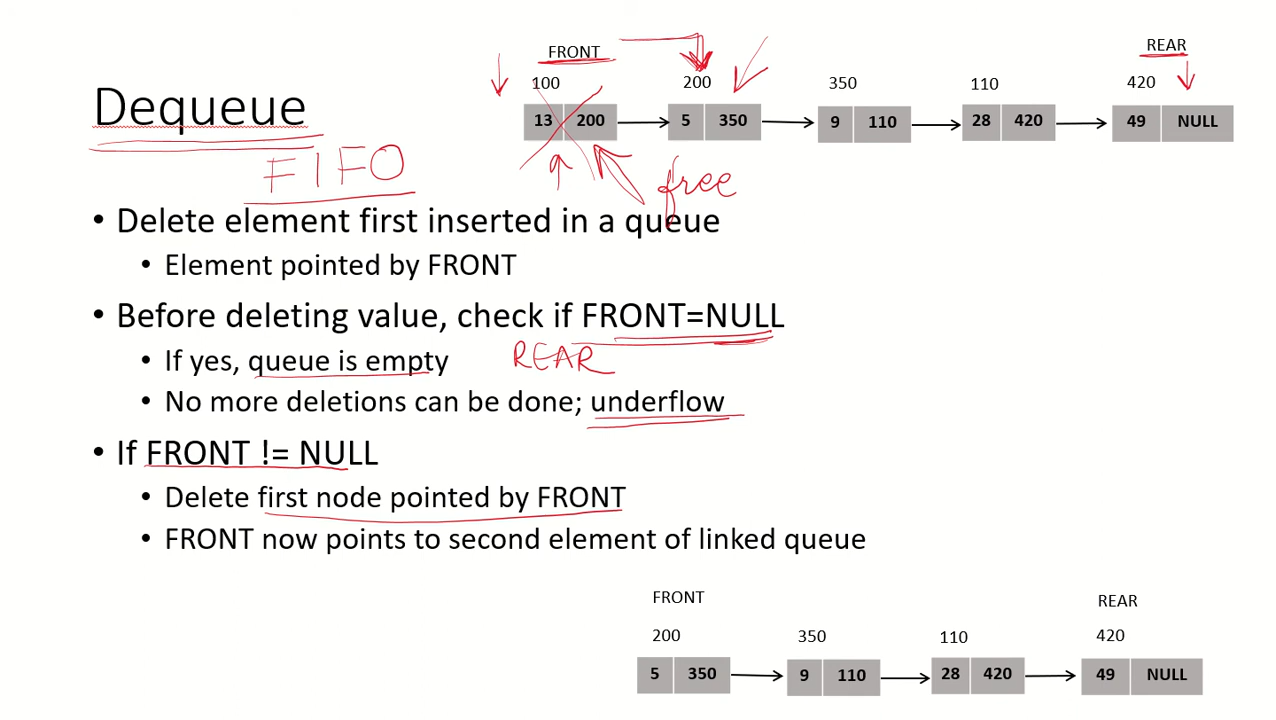 FRONT REAR
100 200 350 110 420
13 200 5 350 9 110 28 420 49 NULL
Dequeue
FIFO
free
• Delete element first inserted in a queue
• Element pointed by FRONT
• Before deleting value, check if FRONT=NULL
• If yes, queue is empty REAR
• No more deletions can be done; underflow
• If FRONT != NULL
• Delete first node pointed by FRONT
• FRONT now points to second element of linked queue
FRONT REAR
200 350 110 420
5 350 9 110 28 420 49 NULL